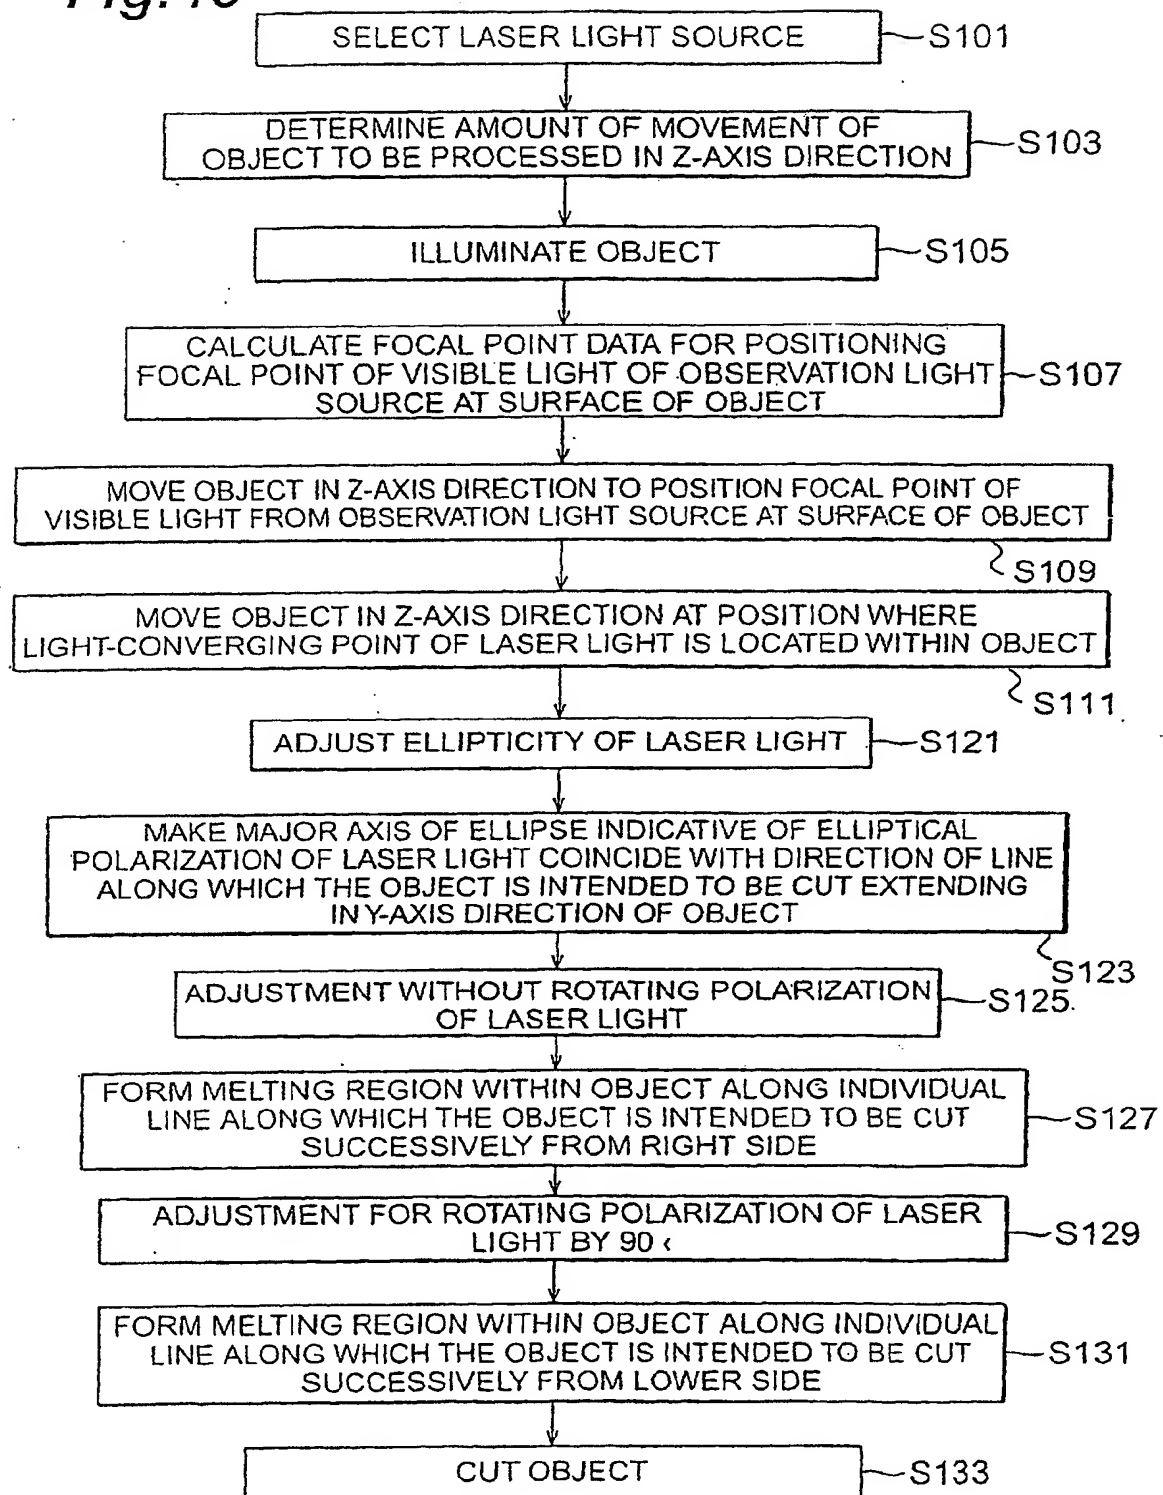 SELECT LASER LIGHT SOURCE
S101
DETERMINE AMOUNT OF MOVEMENT OF
OBJECT TO BE PROCESSED IN Z-AXIS DIRECTION
S103
ILLUMINATE OBJECT
S105
CALCULATE FOCAL POINT DATA FOR POSITIONING
FOCAL POINT OF VISIBLE LIGHT OF OBSERVATION LIGHT
SOURCE AT SURFACE OF OBJECT
S107
MOVE OBJECT IN Z-AXIS DIRECTION TO POSITION FOCAL POINT OF
VISIBLE LIGHT FROM OBSERVATION LIGHT SOURCE AT SURFACE OF OBJECT
S109
MOVE OBJECT IN Z-AXIS DIRECTION AT POSITION WHERE
LIGHT-CONVERGING POINT OF LASER LIGHT IS LOCATED WITHIN OBJECT
S111
ADJUST ELLIPTICITY OF LASER LIGHT
S121
MAKE MAJOR AXIS OF ELLIPSE INDICATIVE OF ELLIPTICAL
POLARIZATION OF LASER LIGHT COINCIDE WITH DIRECTION OF LINE
ALONG WHICH THE OBJECT IS INTENDED TO BE CUT EXTENDING
IN Y-AXIS DIRECTION OF OBJECT
S123
ADJUSTMENT WITHOUT ROTATING POLARIZATION
OF LASER LIGHT
S125
FORM MELTING REGION WITHIN OBJECT ALONG INDIVIDUAL
LINE ALONG WHICH THE OBJECT IS INTENDED TO BE CUT
SUCCESSIVELY FROM RIGHT SIDE
S127
ADJUSTMENT FOR ROTATING POLARIZATION OF LASER
LIGHT BY 90 ‹
S129
FORM MELTING REGION WITHIN OBJECT ALONG INDIVIDUAL
LINE ALONG WHICH THE OBJECT IS INTENDED TO BE CUT
SUCCESSIVELY FROM LOWER SIDE
S131
CUT OBJECT
S133